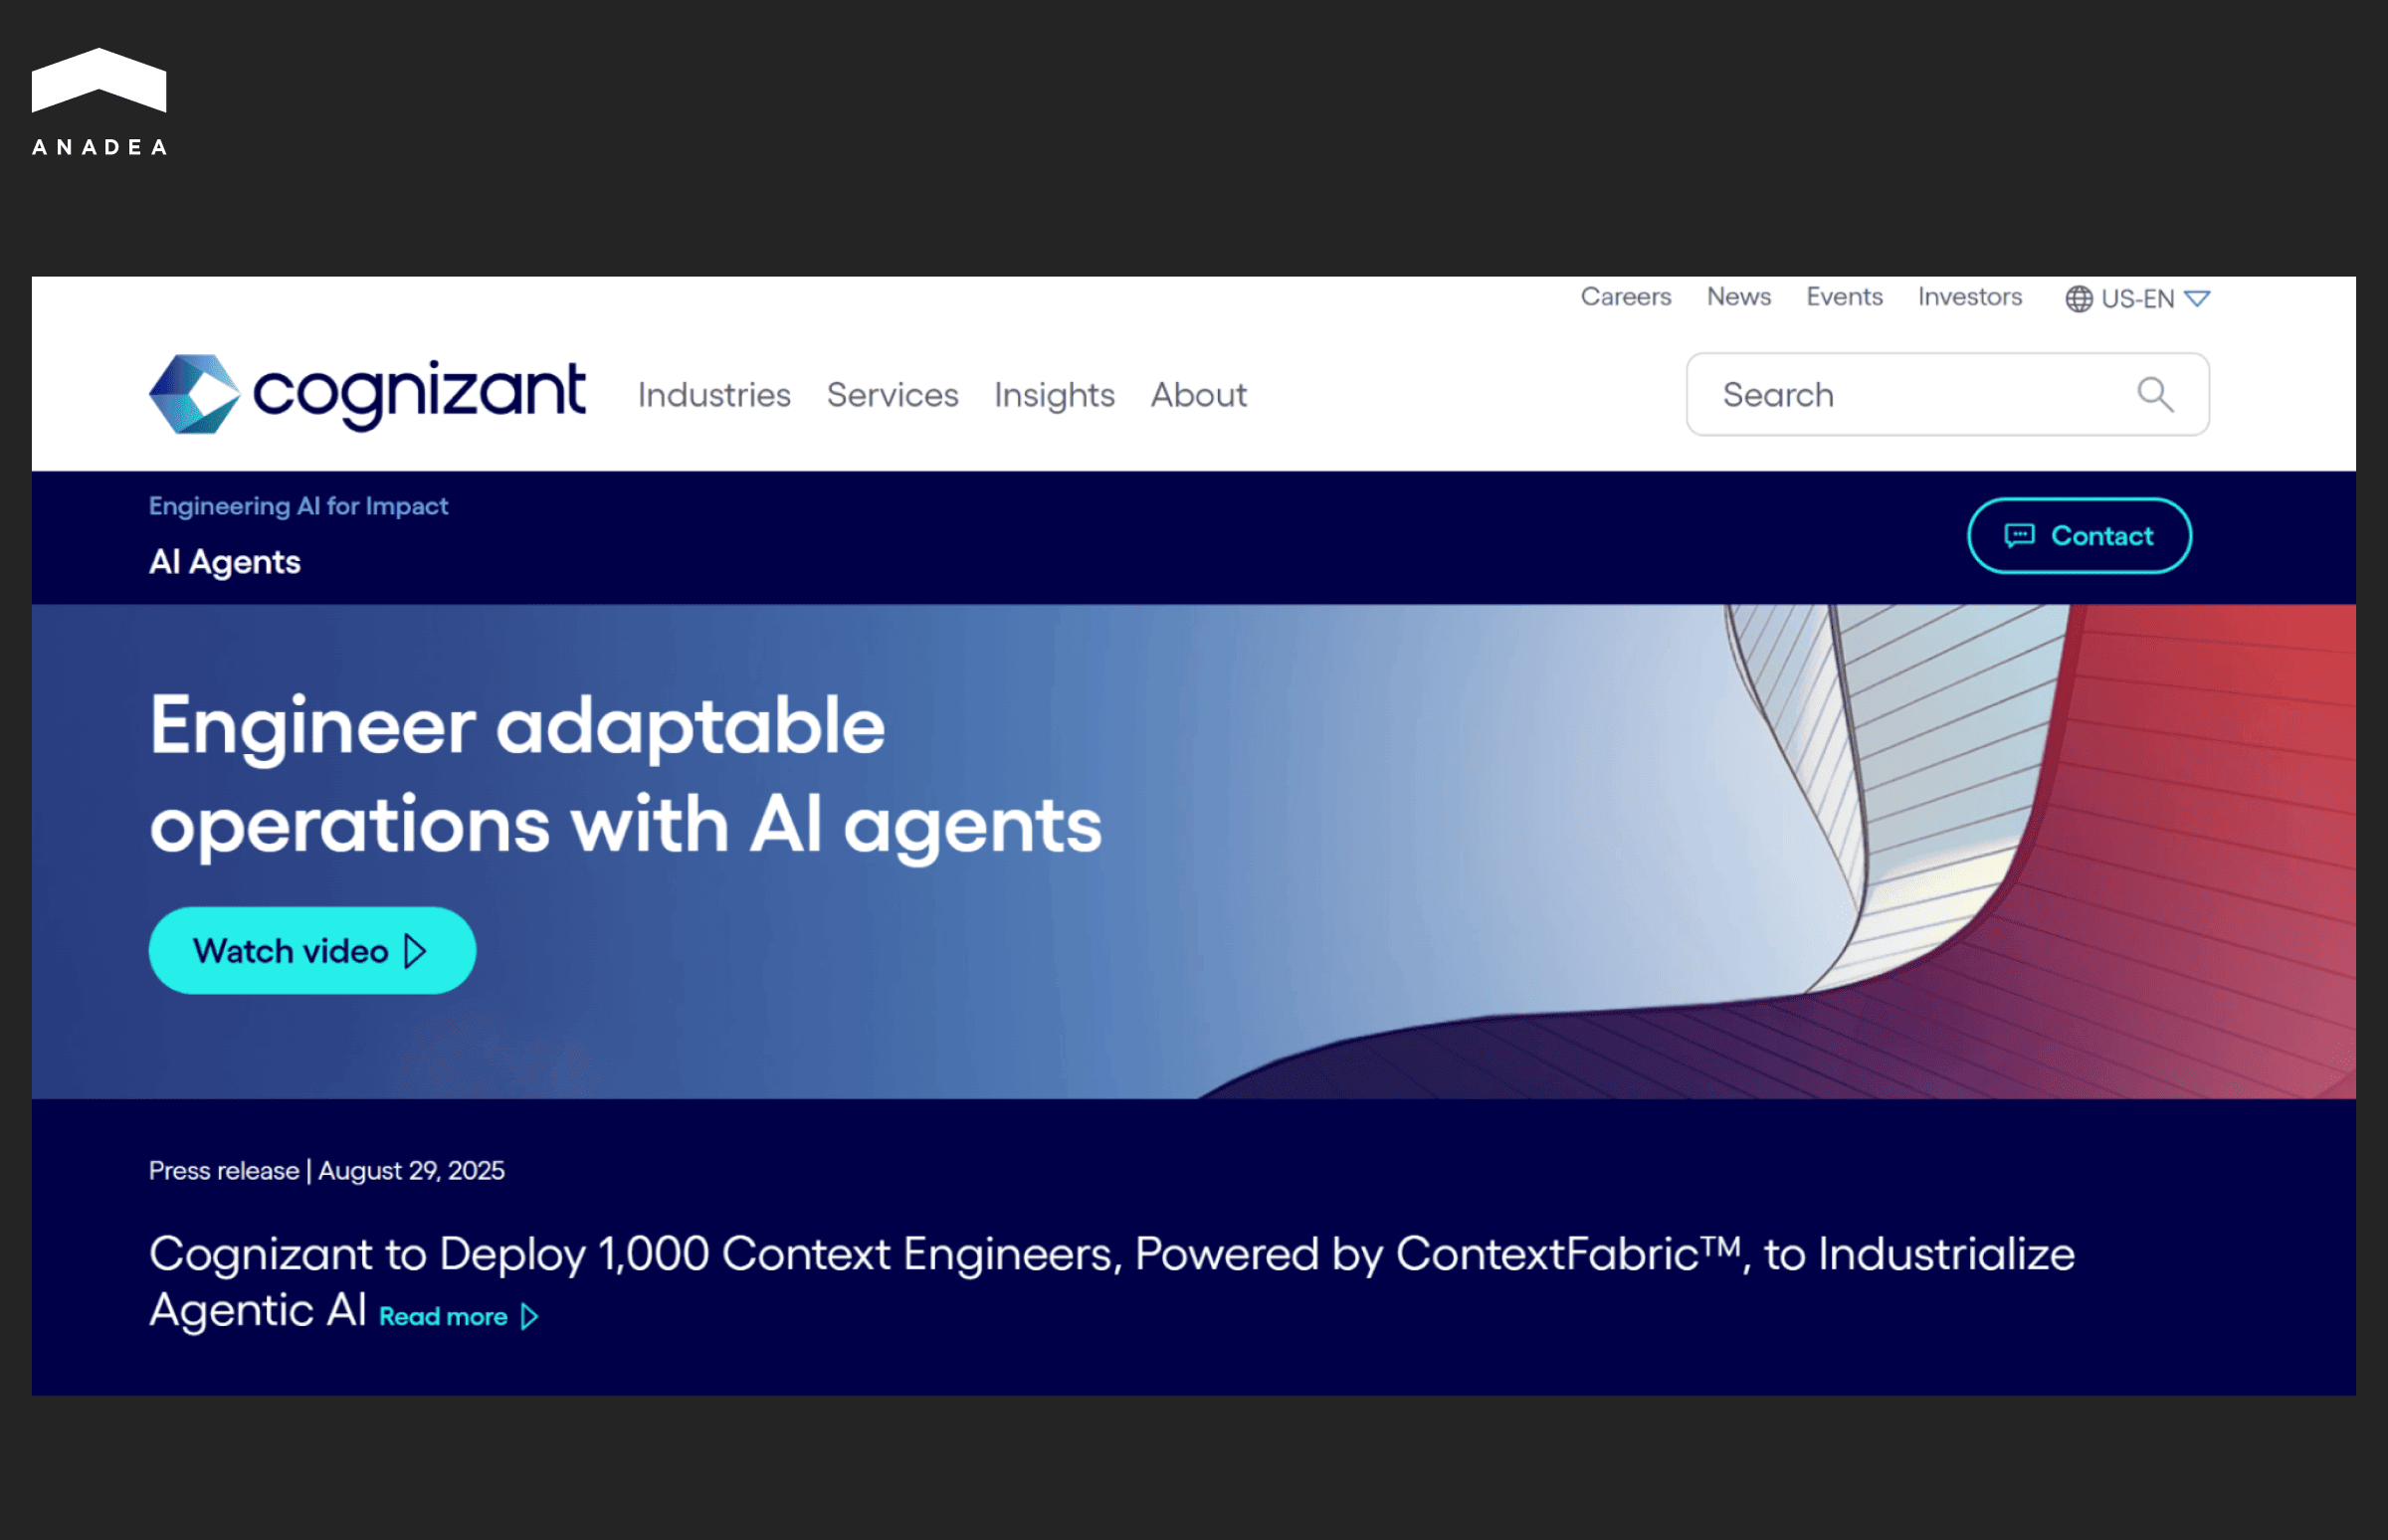 ANADEA
Careers News Events Investors US-EN
cognizant Industries Services Insights About Search
Engineering AI for Impact
AI Agents
Contact
Engineer adaptable
operations with AI agents
Watch video
Press release | August 29, 2025
Cognizant to Deploy 1,000 Context Engineers, Powered by ContextFabric™, to Industrialize
Agentic AI Read more